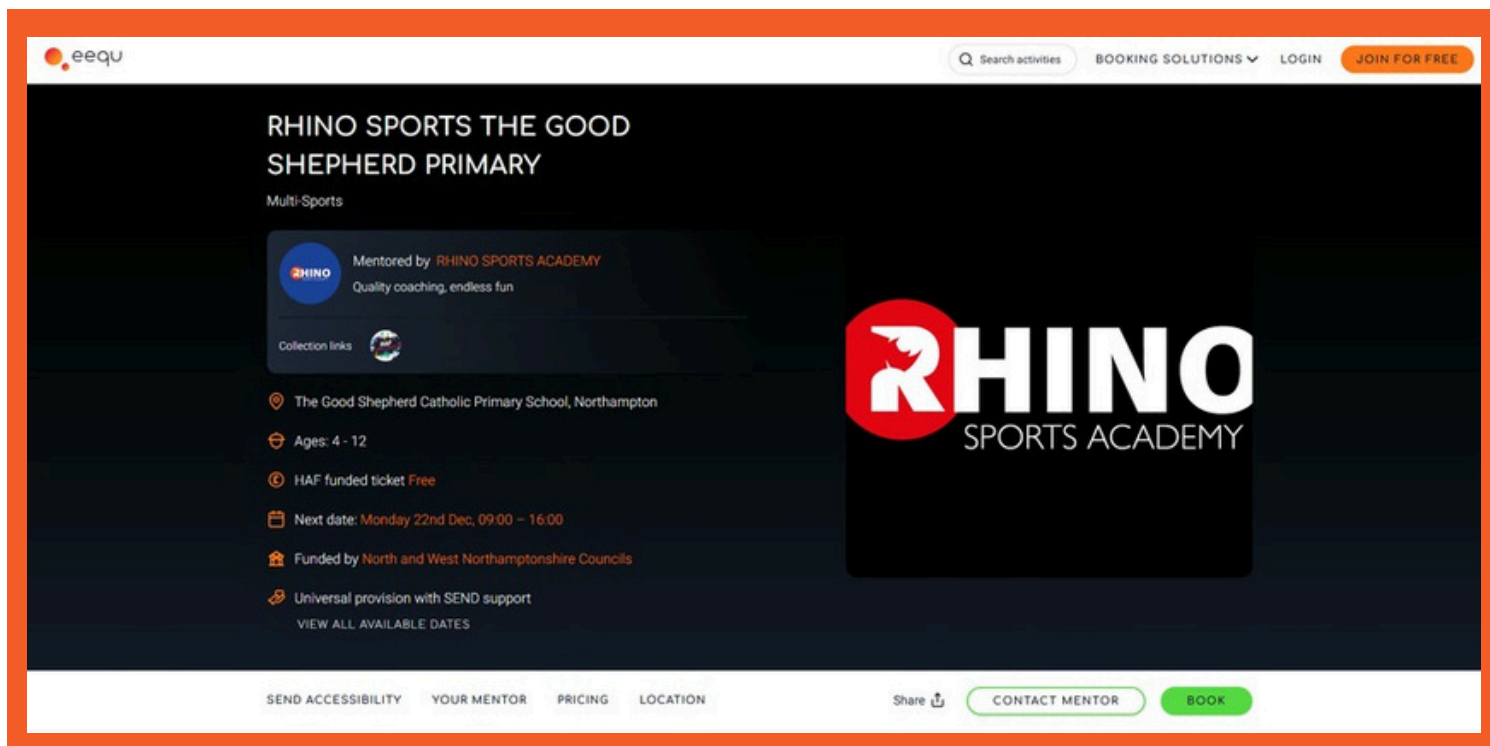 eequ
Search activities
BOOKING SOLUTIONS
LOGIN
JOIN FOR FREE
RHINO SPORTS THE GOOD
SHEPHERD PRIMARY
Multi-Sports
RHINO
Mentored by RHINO SPORTS ACADEMY
Quality coaching, endless fun
Collection links
The Good Shepherd Catholic Primary School, Northampton
Ages: 4 - 12
HAF funded ticket Free
Next date: Monday 22nd Dec, 09:00 – 16:00
Funded by North and West Northamptonshire Councils
Universal provision with SEND support
VIEW ALL AVAILABLE DATES
RHINO
SPORTS ACADEMY
SEND ACCESSIBILITY
YOUR MENTOR
PRICING
LOCATION
Share
CONTACT MENTOR
BOOK